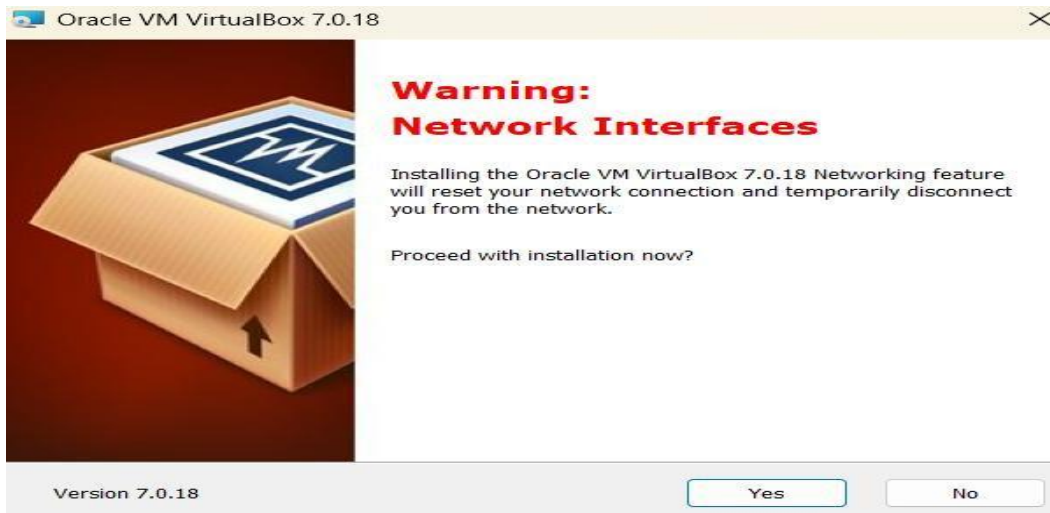 Oracle VM VirtualBox 7.0.18
Warning:
Network Interfaces
Installing the Oracle VM VirtualBox 7.0.18 Networking feature
will reset your network connection and temporarily disconnect
you from the network.
Proceed with installation now?
Version 7.0.18
Yes
No